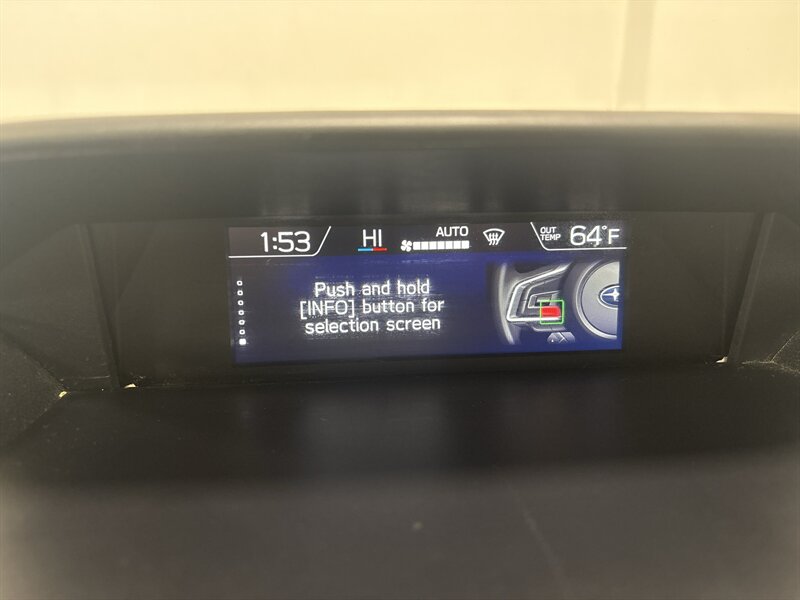 1:53 HI AUTO OUT TEMP 64°F
Push and hold
[INFO] button for
selection screen